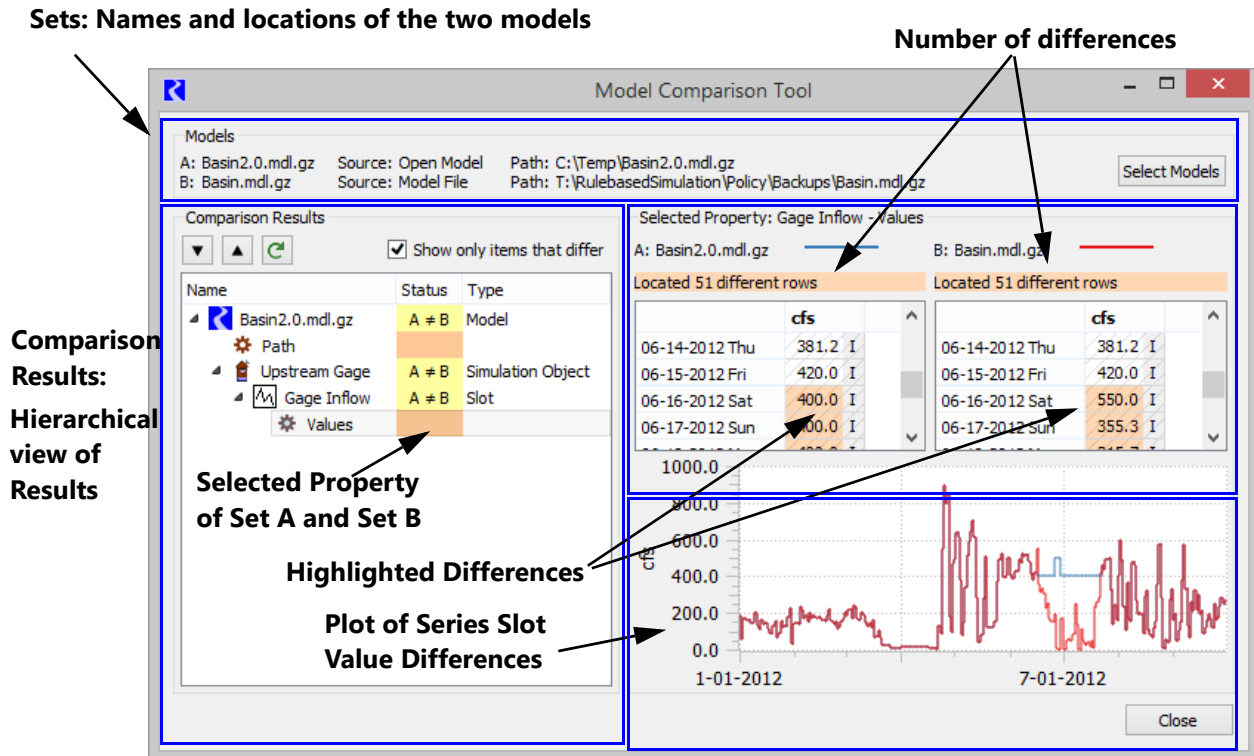 Sets: Names and locations of the two models
Number of differences
Model Comparison Tool
Models
A: Basin2.0.mdl.gz Source: Open Model Path: C:\Temp\Basin2.0.mdl.gz
B: Basin.mdl.gz Source: Model File Path: T:\RulebasedSimulation\Policy\Backups\Basin.mdl.gz
Select Models
Comparison Results
Show only items that differ
Name Status Type
Basin2.0.mdl.gz A ≠ B Model
Path
Upstream Gage A ≠ B Simulation Object
Gage Inflow A ≠ B Slot
Values
Comparison
Results:
Hierarchical
view of
Results
Selected Property
of Set A and Set B
Highlighted Differences
Plot of Series Slot
Value Differences
Selected Property: Gage Inflow - Values
A: Basin2.0.mdl.gz B: Basin.mdl.gz
Located 51 different rows Located 51 different rows
cfs cfs
06-14-2012 Thu 381.2 I 06-14-2012 Thu 381.2 I
06-15-2012 Fri 420.0 I 06-15-2012 Fri 420.0 I
06-16-2012 Sat 400.0 I 06-16-2012 Sat 550.0 I
06-17-2012 Sun 400.0 I 06-17-2012 Sun 355.3 I
1000.0
800.0
600.0
400.0
200.0
0.0
cfs
1-01-2012 7-01-2012
Close